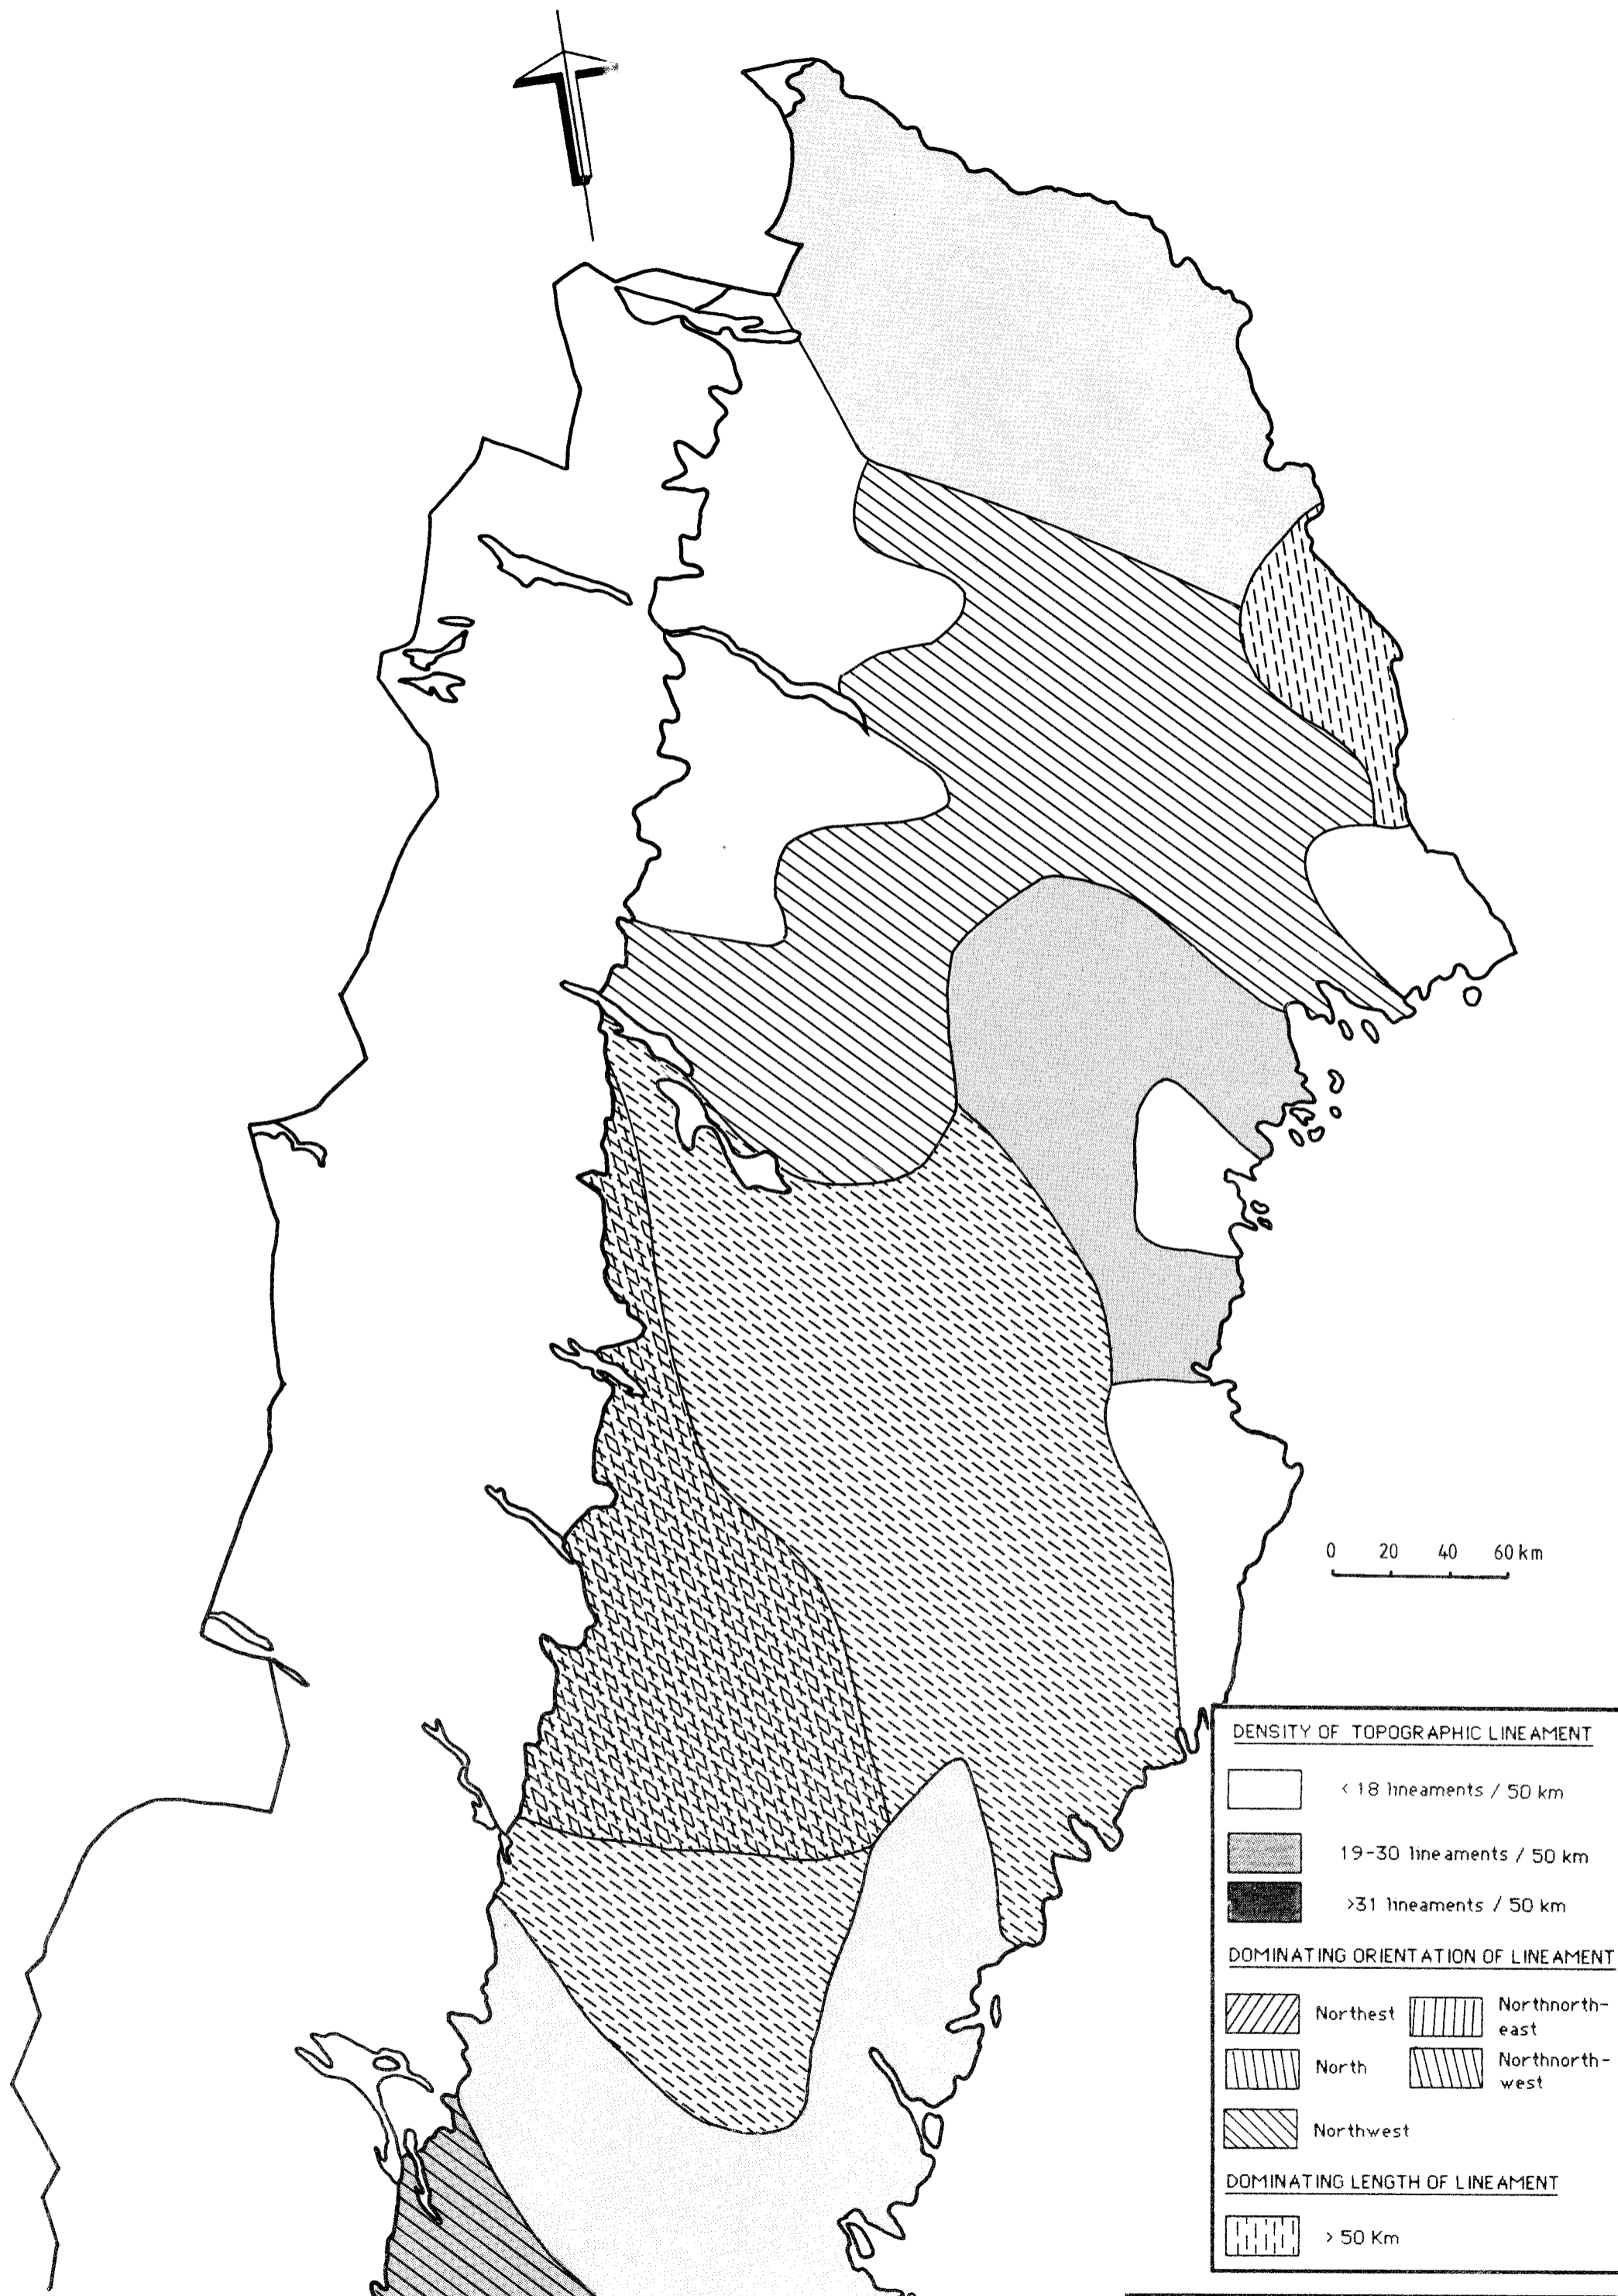 0 20 40 60 km
DENSITY OF TOPOGRAPHIC LINEAMENT
< 18 lineaments / 50 km
19-30 lineaments / 50 km
>31 lineaments / 50 km
DOMINATING ORIENTATION OF LINEAMENT
Northest
Northnorth-
east
North
Northnorth-
west
Northwest
DOMINATING LENGTH OF LINEAMENT
> 50 Km